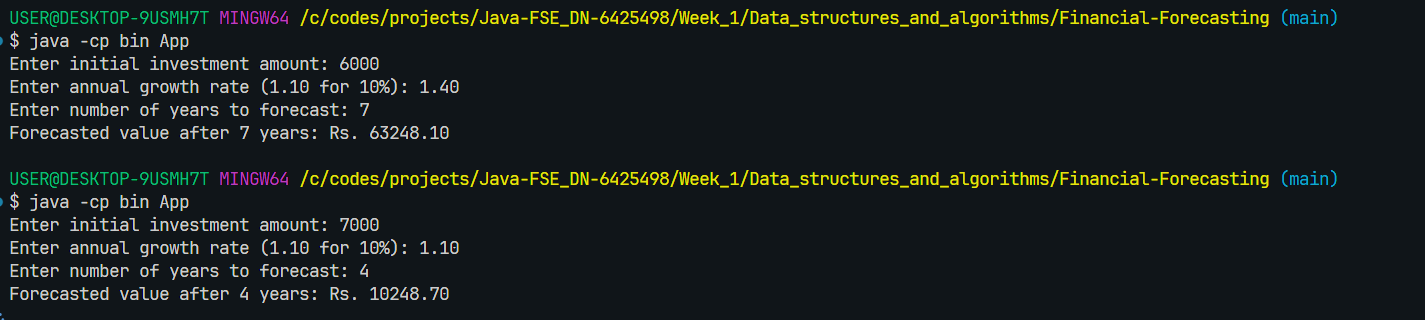 USER@DESKTOP-9USMH7T MINGW64 /c/codes/projects/Java-FSE_DN-6425498/Week_1/Data_structures_and_algorithms/Financial-Forecasting (main)
$ java -cp bin App
Enter initial investment amount: 6000
Enter annual growth rate (1.10 for 10%): 1.40
Enter number of years to forecast: 7
Forecasted value after 7 years: Rs. 63248.10
USER@DESKTOP-9USMH7T MINGW64 /c/codes/projects/Java-FSE_DN-6425498/Week_1/Data_structures_and_algorithms/Financial-Forecasting (main)
$ java -cp bin App
Enter initial investment amount: 7000
Enter annual growth rate (1.10 for 10%): 1.10
Enter number of years to forecast: 4
Forecasted value after 4 years: Rs. 10248.70